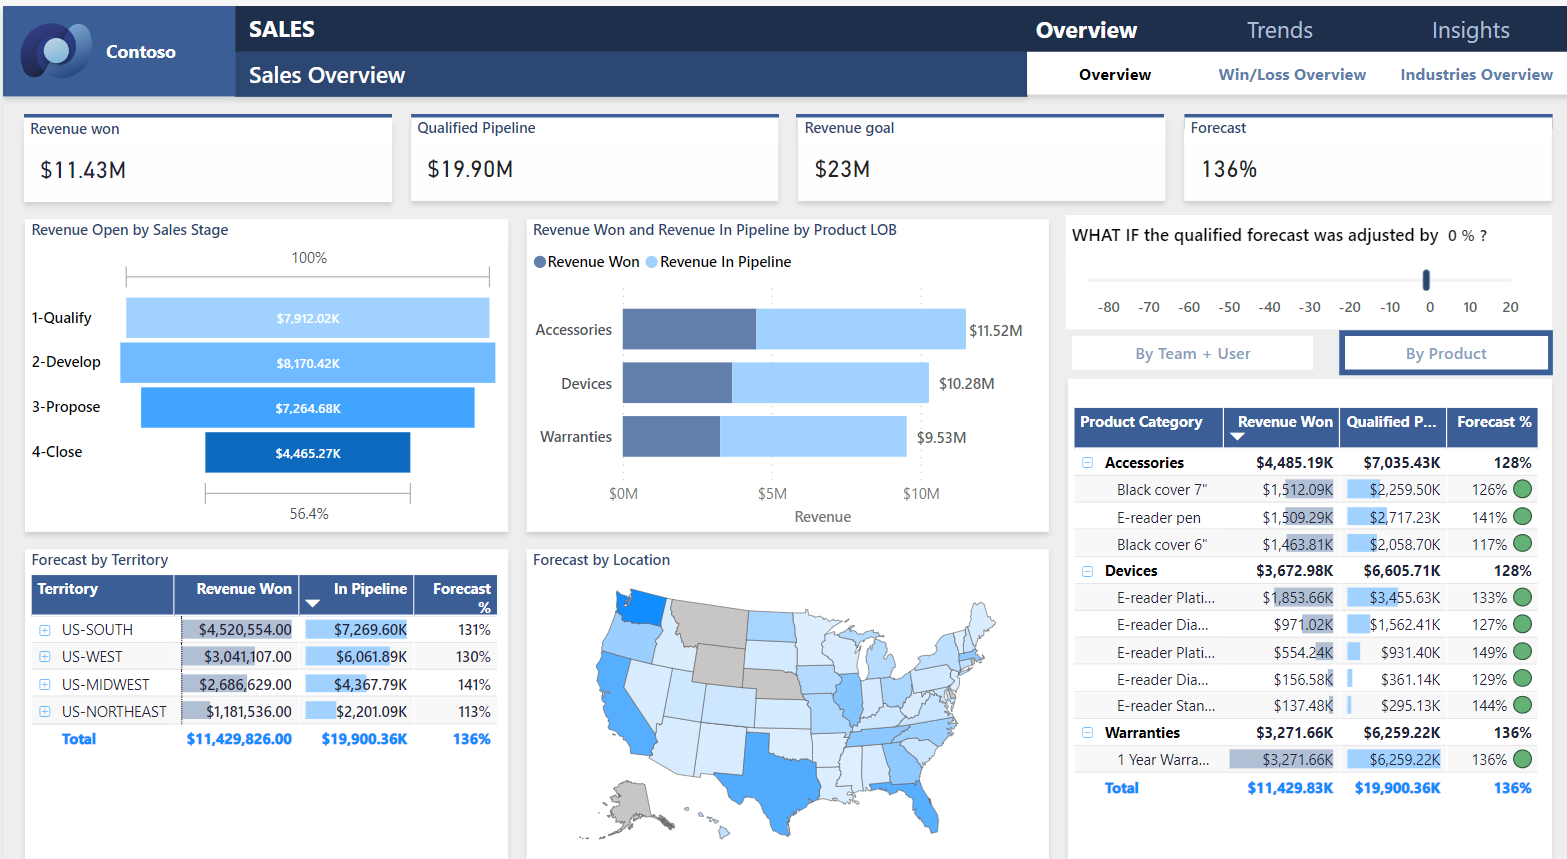 Contoso
SALES
Sales Overview
Overview Trends Insights
Overview Win/Loss Overview Industries Overview
Revenue won
$11.43M
Qualified Pipeline
$19.90M
Revenue goal
$23M
Forecast
136%
Revenue Open by Sales Stage
100%
1-Qualify $7,912.02K
2-Develop $8,170.42K
3-Propose $7,264.68K
4-Close $4,465.27K
56.4%
Revenue Won and Revenue In Pipeline by Product LOB
Revenue Won Revenue In Pipeline
Accessories $11.52M
Devices $10.28M
Warranties $9.53M
$0M $5M $10M
Revenue
WHAT IF the qualified forecast was adjusted by 0 % ?
-80 -70 -60 -50 -40 -30 -20 -10 0 10 20
By Team + User By Product
Product Category Revenue Won Qualified P... Forecast %
Accessories $4,485.19K $7,035.43K 128%
Black cover 7" $1,512.09K $2,259.50K 126%
E-reader pen $1,509.29K $2,717.23K 141%
Black cover 6" $1,463.81K $2,058.70K 117%
Devices $3,672.98K $6,605.71K 128%
E-reader Plati... $1,853.66K $3,455.63K 133%
E-reader Dia... $971.02K $1,562.41K 127%
E-reader Plati... $554.24K $931.40K 149%
E-reader Dia... $156.58K $361.14K 129%
E-reader Stan... $137.48K $295.13K 144%
Warranties $3,271.66K $6,259.22K 136%
1 Year Warra... $3,271.66K $6,259.22K 136%
Total $11,429.83K $19,900.36K 136%
Forecast by Territory
Territory Revenue Won In Pipeline Forecast
%
US-SOUTH $4,520,554.00 $7,269.60K 131%
US-WEST $3,041,107.00 $6,061.89K 130%
US-MIDWEST $2,686,629.00 $4,367.79K 141%
US-NORTHEAST $1,181,536.00 $2,201.09K 113%
Total $11,429,826.00 $19,900.36K 136%
Forecast by Location